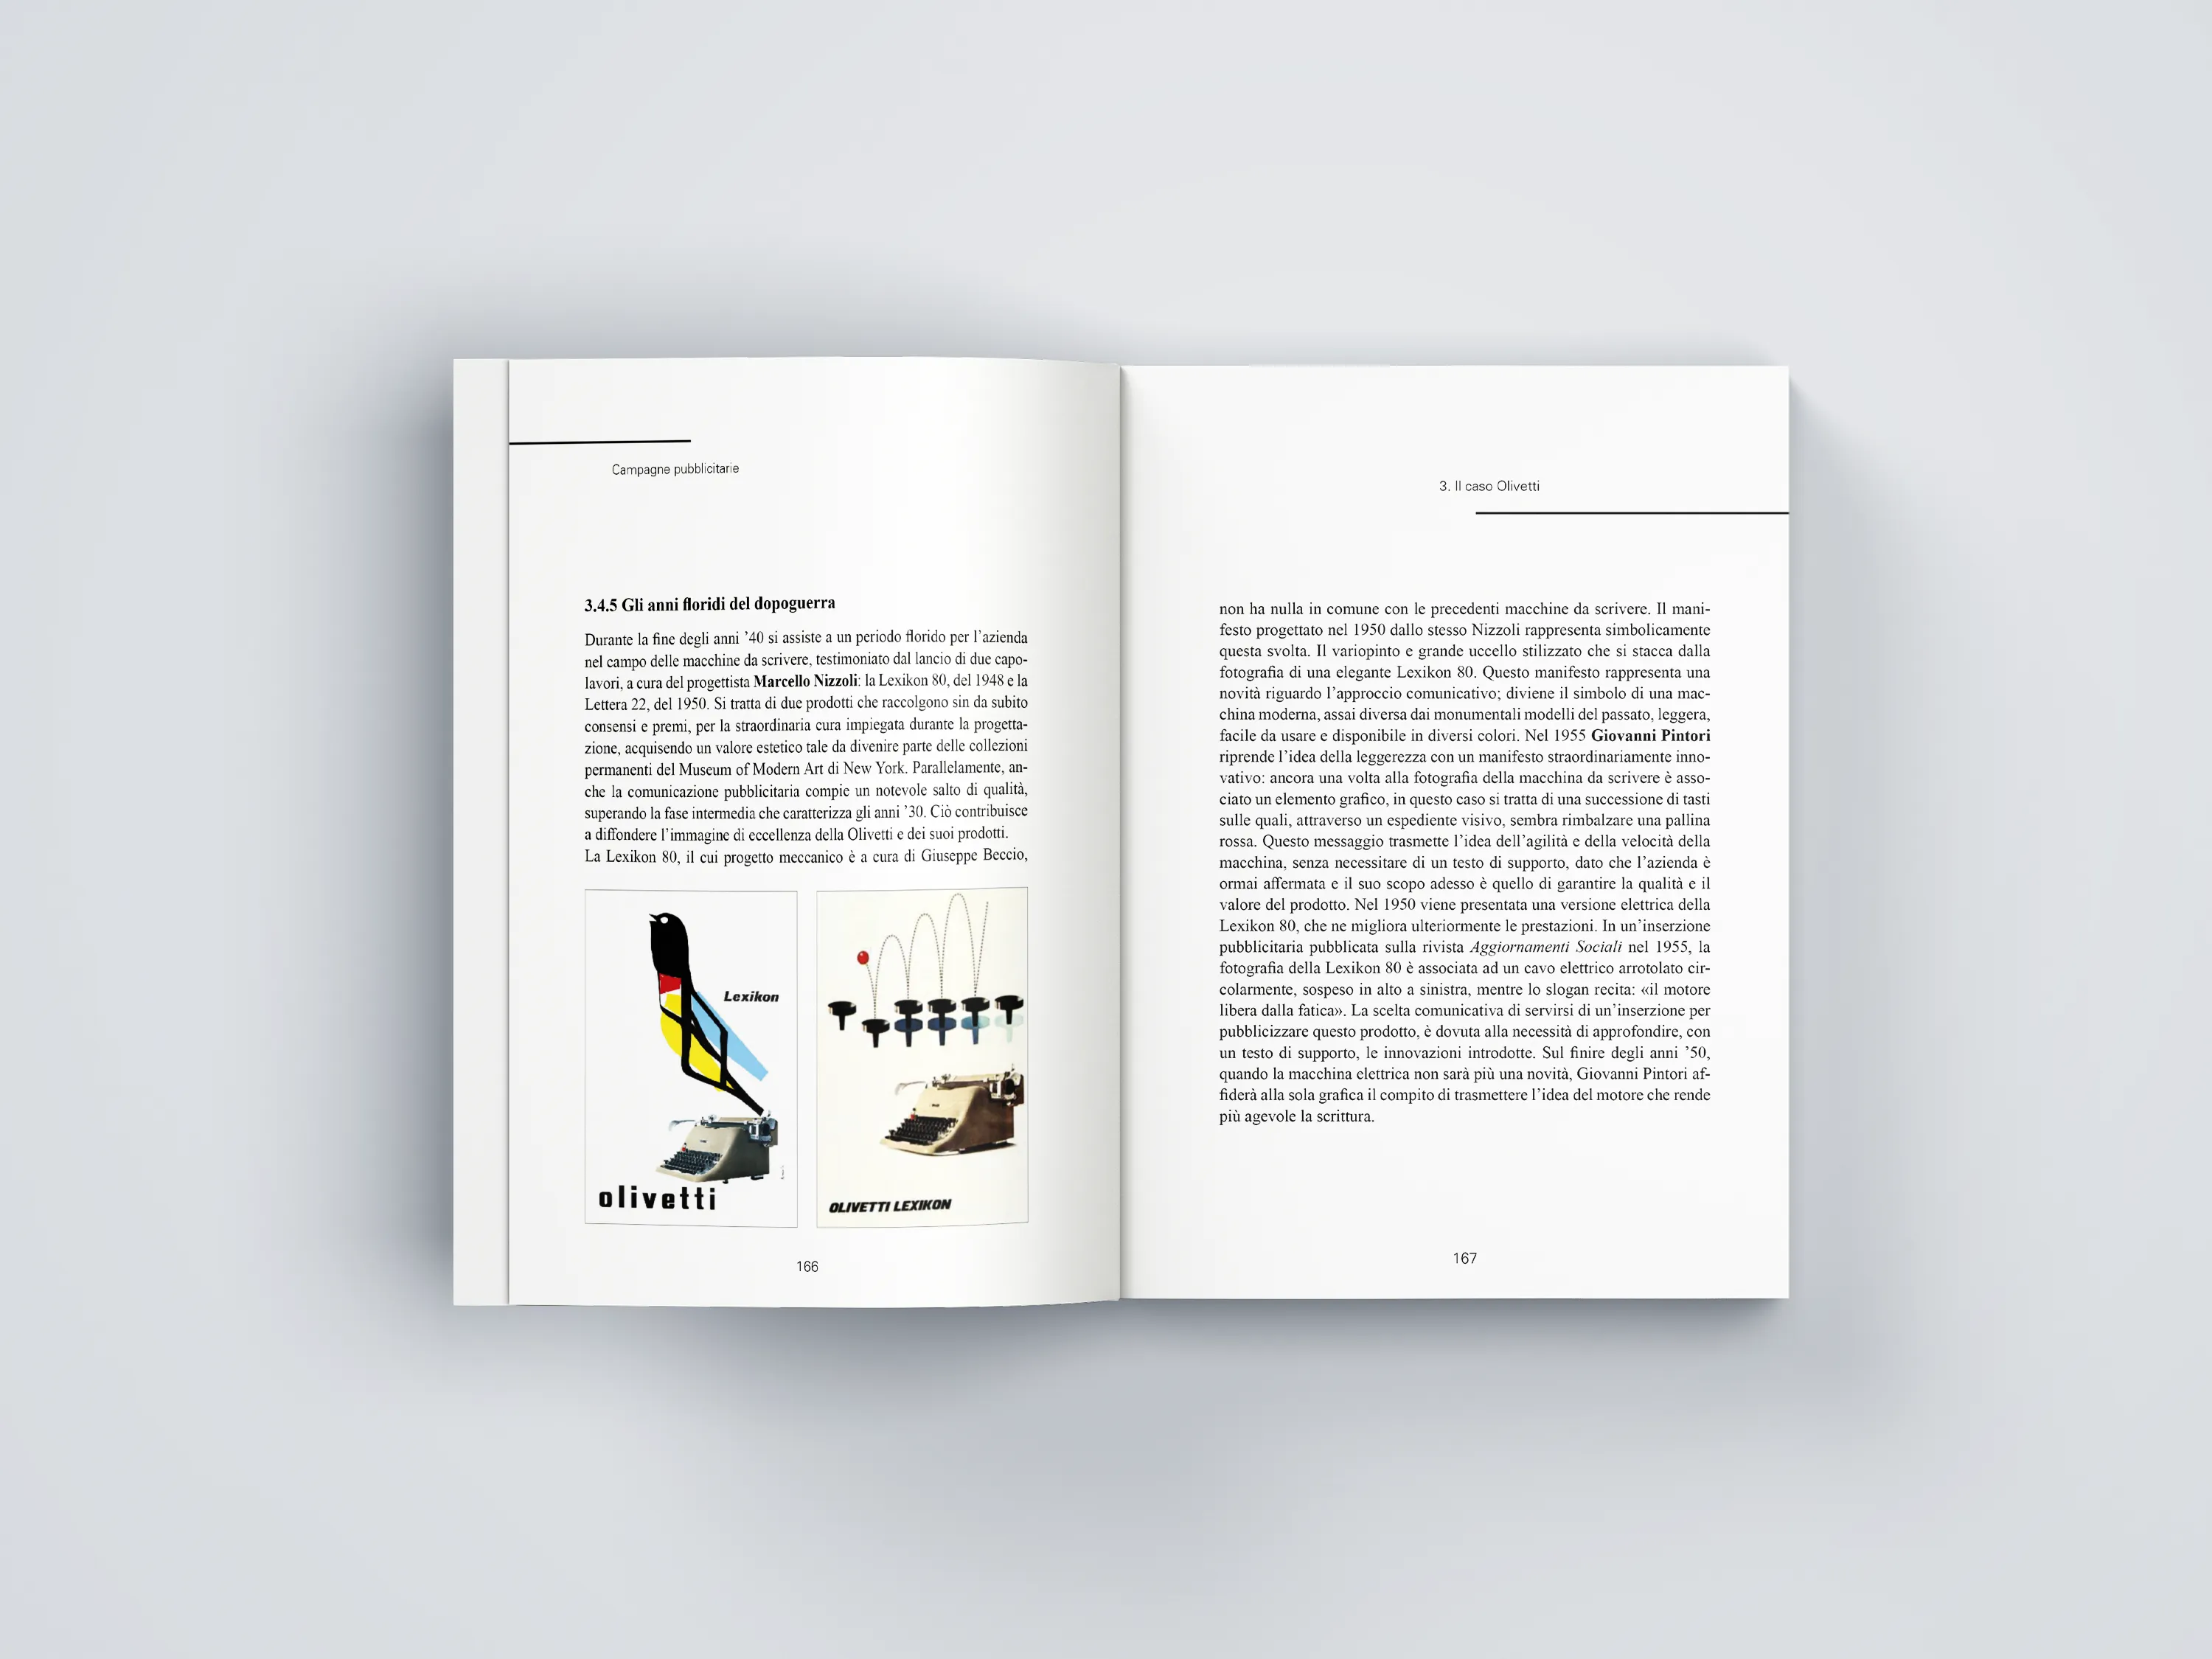 Campagne pubblicitarie
3.4.5 Gli anni floridi del dopoguerra
Durante la fine degli anni ’40 si assiste a un periodo florido per l’azienda
nel campo delle macchine da scrivere, testimoniato dal lancio di due capo-
lavori, a cura del progettista Marcello Nizzoli: la Lexikon 80, del 1948 e la
Lettera 22, del 1950. Si tratta di due prodotti che raccolgono sin da subito
consensi e premi, per la straordinaria cura impiegata durante la progetta-
zione, acquisendo un valore estetico tale da divenire parte delle collezioni
permanenti del Museum of Modern Art di New York. Parallelamente, an-
che la comunicazione pubblicitaria compie un notevole salto di qualità,
superando la fase intermedia che caratterizza gli anni ’30. Ciò contribuisce
a diffondere l’immagine di eccellenza della Olivetti e dei suoi prodotti.
La Lexikon 80, il cui progetto meccanico è a cura di Giuseppe Beccio,
Lexikon
olivetti
OLIVETTI LEXIKON
166
3. Il caso Olivetti
non ha nulla in comune con le precedenti macchine da scrivere. Il mani-
festo progettato nel 1950 dallo stesso Nizzoli rappresenta simbolicamente
questa svolta. Il variopinto e grande uccello stilizzato che si stacca dalla
fotografia di una elegante Lexikon 80. Questo manifesto rappresenta una
novità riguardo l’approccio comunicativo; diviene il simbolo di una mac-
china moderna, assai diversa dai monumentali modelli del passato, leggera,
facile da usare e disponibile in diversi colori. Nel 1955 Giovanni Pintori
riprende l’idea della leggerezza con un manifesto straordinariamente inno-
vativo: ancora una volta alla fotografia della macchina da scrivere è asso-
ciato un elemento grafico, in questo caso si tratta di una successione di tasti
sulle quali, attraverso un espediente visivo, sembra rimbalzare una pallina
rossa. Questo messaggio trasmette l’idea dell’agilità e della velocità della
macchina, senza necessitare di un testo di supporto, dato che l’azienda è
ormai affermata e il suo scopo adesso è quello di garantire la qualità e il
valore del prodotto. Nel 1950 viene presentata una versione elettrica della
Lexikon 80, che ne migliora ulteriormente le prestazioni. In un’inserzione
pubblicitaria pubblicata sulla rivista Aggiornamenti Sociali nel 1955, la
fotografia della Lexikon 80 è associata ad un cavo elettrico arrotolato cir-
colarmente, sospeso in alto a sinistra, mentre lo slogan recita: «il motore
libera dalla fatica». La scelta comunicativa di servirsi di un’inserzione per
pubblicizzare questo prodotto, è dovuta alla necessità di approfondire, con
un testo di supporto, le innovazioni introdotte. Sul finire degli anni ’50,
quando la macchina elettrica non sarà più una novità, Giovanni Pintori af-
fiderà alla sola grafica il compito di trasmettere l’idea del motore che rende
più agevole la scrittura.
167